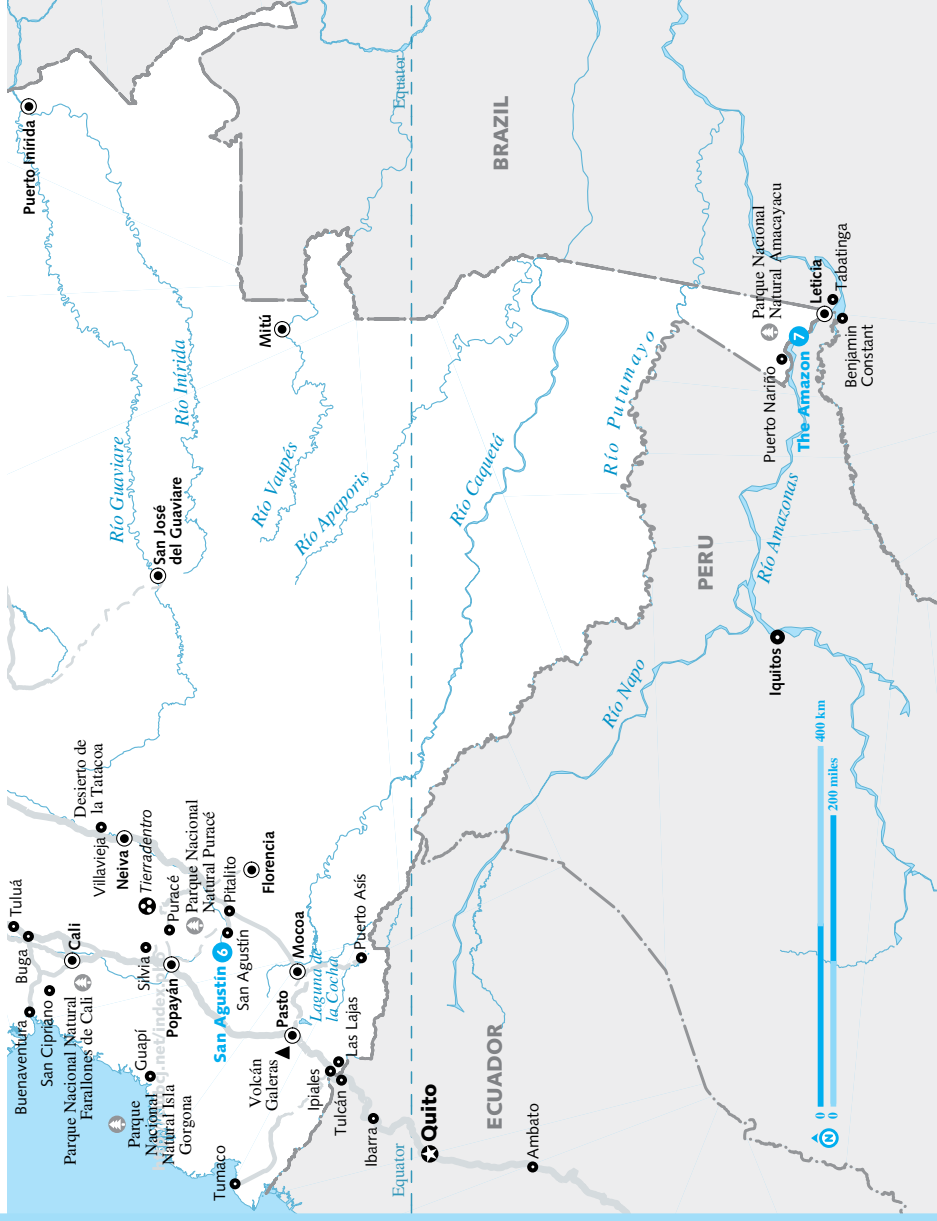 Tuluá
Buga
Buenaventura
San Cipriano
Cali
Parque Nacional Natural
Farallones de Cali
Desierto de
la Tatacoa
Villavieja
Neiva
Tierradentro
Silvia
Puracé
Parque Nacional
Natural Puracé
Popayán
Guapí
Parque
Nacional
Natural Isla
Gorgona
San Agustín 6
San Agustín
Pitalito
Florencia
Tumaco
Volcán
Galeras
Pasto
Mocoa
Laguna de
la Cocha
Puerto Asís
Ipiales
Las Lajas
Tulcán
Ibarra
Equator
Quito
ECUADOR
Ambato
Puerto Inírida
Río Guaviare
Río Inírida
San José
del Guaviare
Mitú
Río Vaupés
Río Apaporis
Equator
Río Caquetá
BRAZIL
Río Putumayo
PERU
Río Napo
Río Amazonas
Iquitos
Parque Nacional
Natural Amacayacu
Puerto Nariño
The Amazon 7
Leticia
Tabatinga
Benjamin
Constant
N
0 400 km
0 200 miles